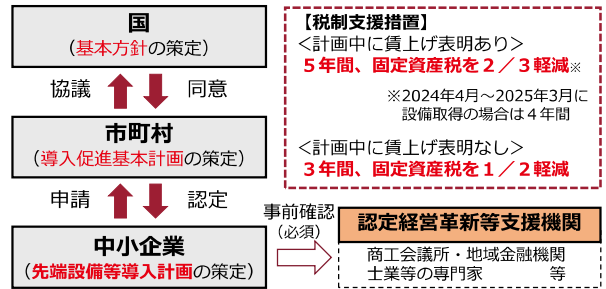 国
（基本方針の策定）
協議
同意
市町村
（導入促進基本計画の策定）
申請
認定
中小企業
（先端設備等導入計画の策定）
【税制支援措置】
＜計画中に賃上げ表明あり＞
５年間、固定資産税を２／３軽減※
※2024年4月～2025年3月に
設備取得の場合は４年間
＜計画中に賃上げ表明なし＞
３年間、固定資産税を１／２軽減
事前確認
（必須）
認定経営革新等支援機関
商工会議所・地域金融機関
士業等の専門家　　　　　等